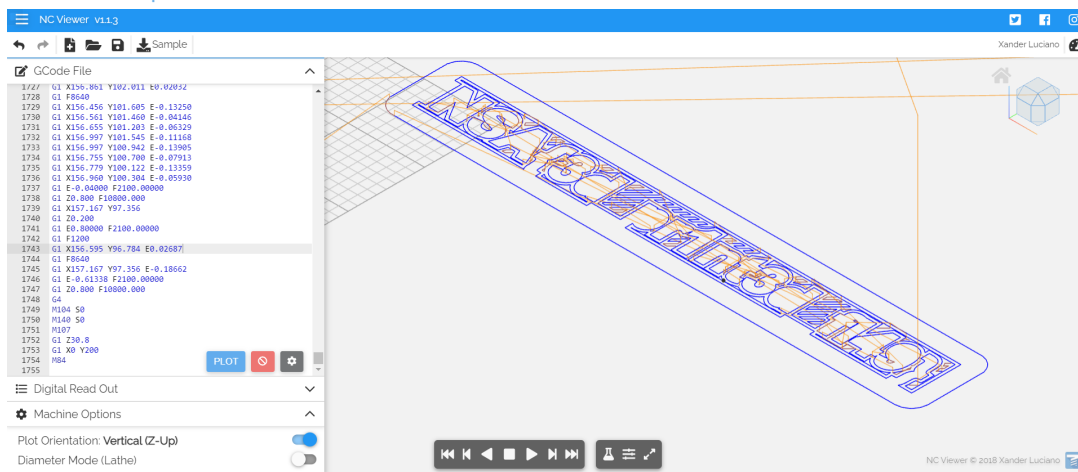 NC Viewer v1.1.3
Sample
Xander Luciano
GCode File
1727 G1 X156.861 Y102.011 E0.02032
1728 G1 F8640
1729 G1 X156.456 Y101.605 E-0.13250
1730 G1 X156.561 Y101.460 E-0.04146
1731 G1 X156.655 Y101.203 E-0.06329
1732 G1 X156.997 Y101.545 E-0.11168
1733 G1 X156.997 Y100.942 E-0.13905
1734 G1 X156.755 Y100.700 E-0.07913
1735 G1 X156.779 Y100.122 E-0.13359
1736 G1 X156.960 Y100.304 E-0.05930
1737 G1 E-0.04000 F2100.00000
1738 G1 Z0.800 F10800.000
1739 G1 X157.167 Y97.356
1740 G1 Z0.200
1741 G1 E0.80000 F2100.00000
1742 G1 F1200
1743 G1 X156.595 Y96.784 E0.02687
1744 G1 F8640
1745 G1 X157.167 Y97.356 E-0.18662
1746 G1 E-0.61338 F2100.00000
1747 G1 Z0.800 F10800.000
1748 G4
1749 M104 S0
1750 M140 S0
1751 M107
1752 G1 Z30.8
1753 G1 X0 Y200
1754 M84
1755
PLOT
Digital Read Out
Machine Options
Plot Orientation: Vertical (Z-Up)
Diameter Mode (Lathe)
NC Viewer © 2018 Xander Luciano